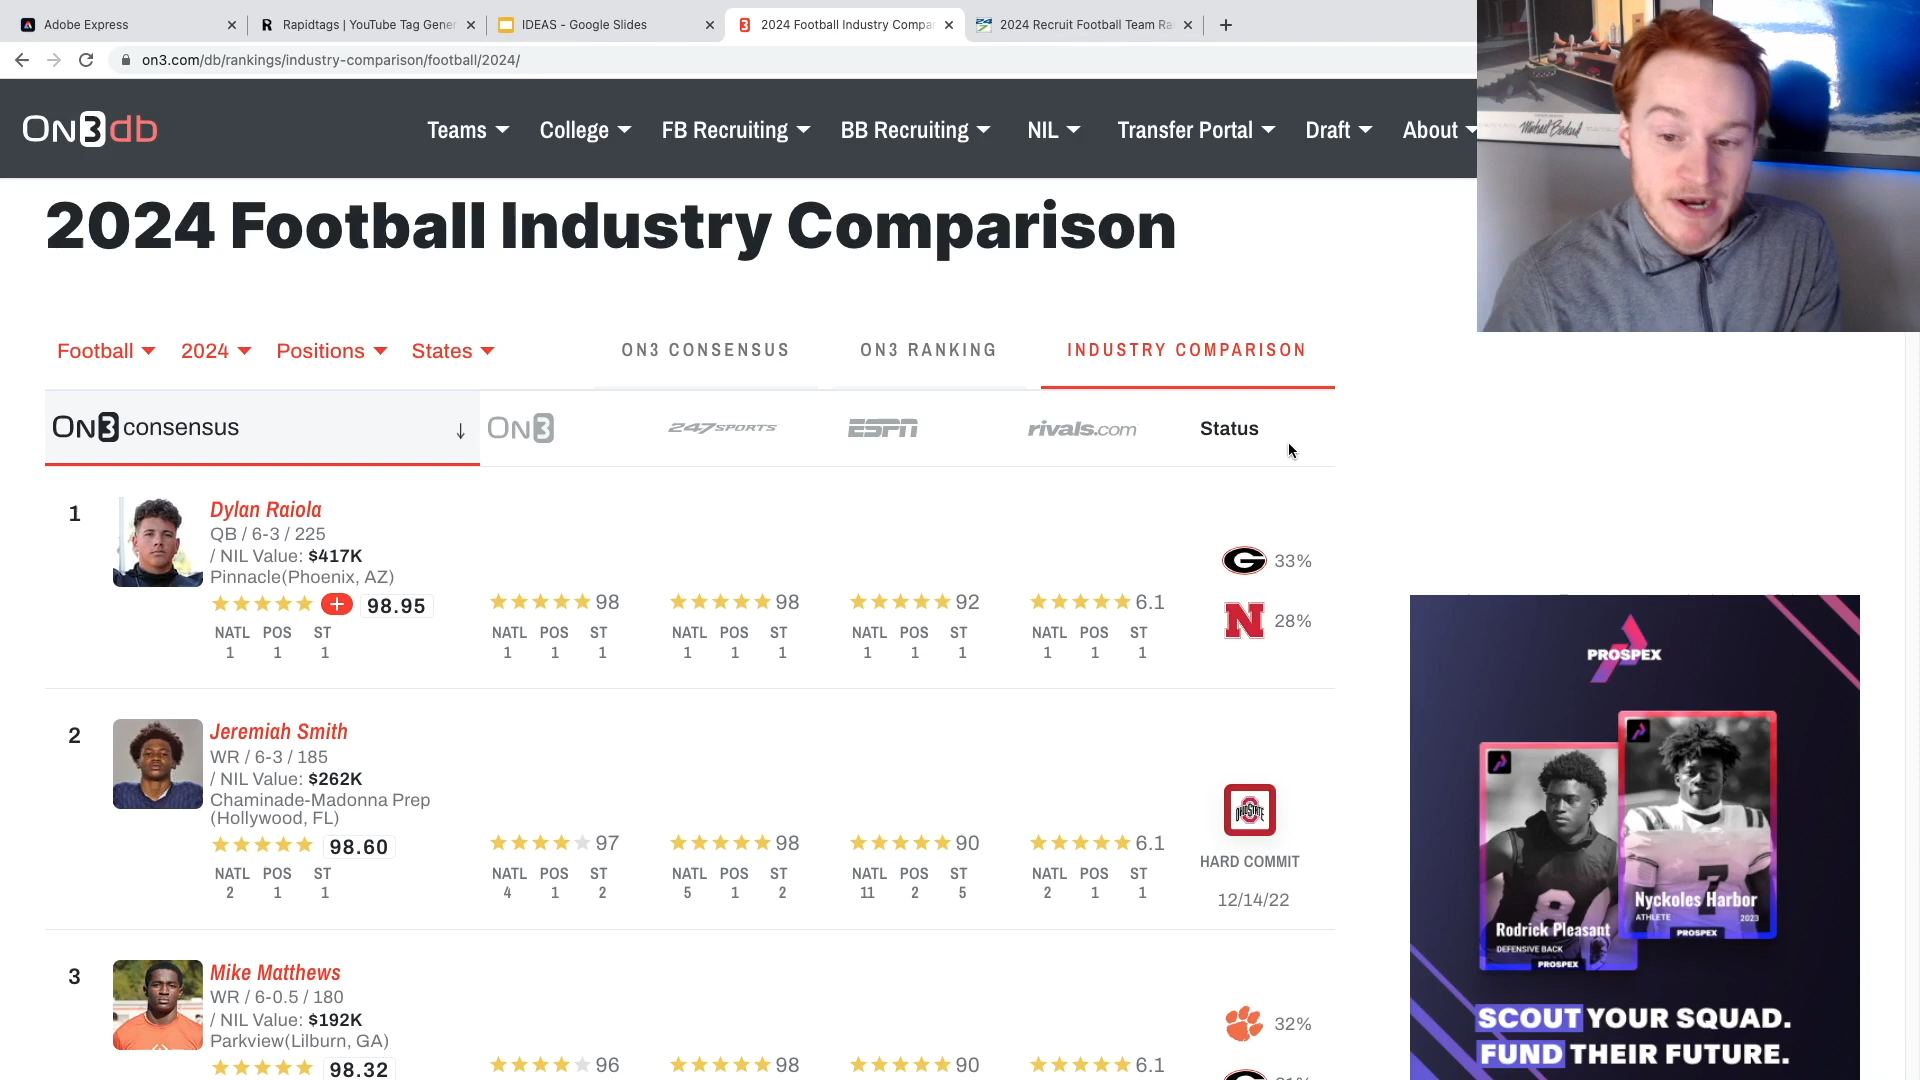 Adobe Express
Rapidtags | YouTube Tag Gener
IDEAS - Google Slides
2024 Football Industry Compar
2024 Recruit Football Team Ra
on3.com/db/rankings/industry-comparison/football/2024/
ON3db
Teams College FB Recruiting BB Recruiting NIL Transfer Portal Draft About
2024 Football Industry Comparison
Football 2024 Positions States
ON3 CONSENSUS ON3 RANKING INDUSTRY COMPARISON
ON3 consensus ↓ ON3 247SPORTS ESPN rivals.com Status
1
Dylan Raiola
QB / 6-3 / 225
/ NIL Value: $417K
Pinnacle(Phoenix, AZ)
98.95 98 98 92 6.1
NATL POS ST NATL POS ST NATL POS ST NATL POS ST NATL POS ST
1 1 1 1 1 1 1 1 1 1 1 1 1 1 1
G 33%
N 28%
2
Jeremiah Smith
WR / 6-3 / 185
/ NIL Value: $262K
Chaminade-Madonna Prep
(Hollywood, FL)
98.60 97 98 90 6.1
NATL POS ST NATL POS ST NATL POS ST NATL POS ST NATL POS ST
2 1 1 4 1 2 5 1 2 11 2 5 2 1 1
OHIO STATE
HARD COMMIT
12/14/22
3
Mike Matthews
WR / 6-0.5 / 180
/ NIL Value: $192K
Parkview(Lilburn, GA)
98.32 96 98 90 6.1
32%
PROSPEX
Rodrick Pleasant
DEFENSIVE BACK
PROSPEX
7
Nyckoles Harbor
ATHLETE 2023
PROSPEX
SCOUT YOUR SQUAD.
FUND THEIR FUTURE.